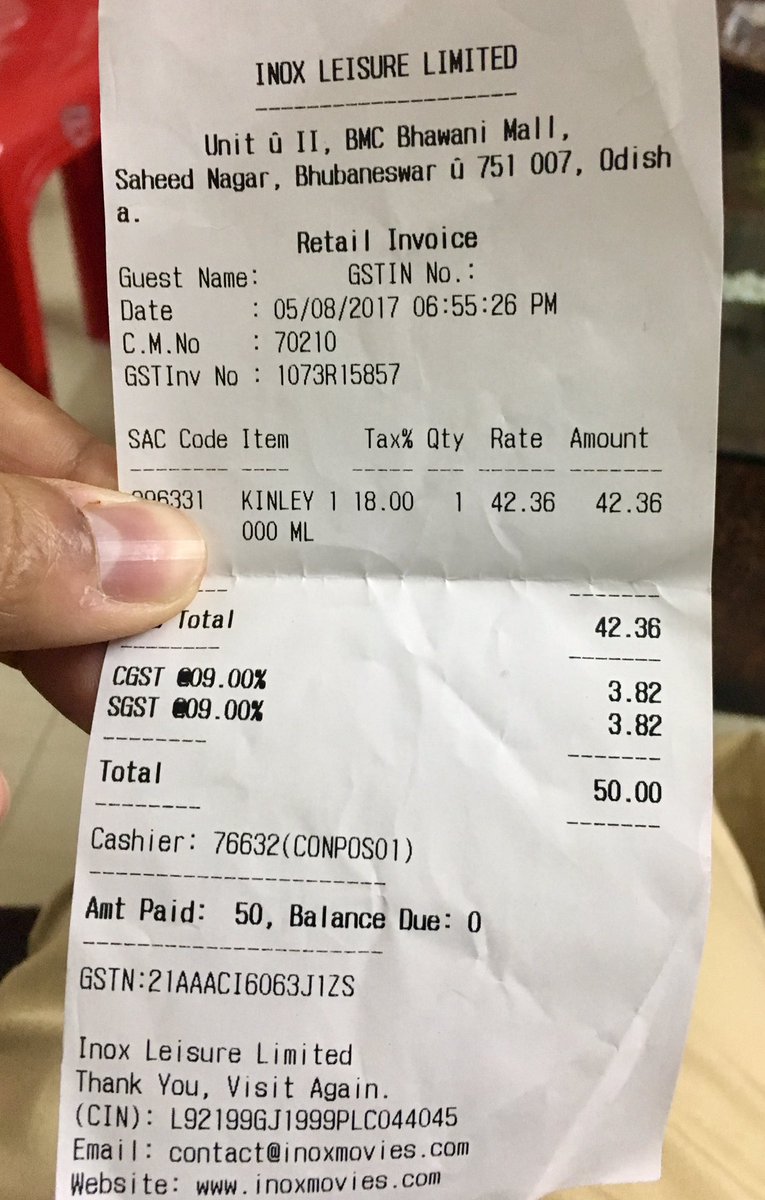 INOX LEISURE LIMITED
Unit û II, BMC Bhawani Mall,
Saheed Nagar, Bhubaneswar û 751 007, Odish
a.
Retail Invoice
Guest Name: GSTIN No.:
Date : 05/08/2017 06:55:26 PM
C.M.No : 70210
GSTInv No : 1073R15857
SAC Code Item Tax% Qty Rate Amount
KINLEY 1 18.00 1 42.36 42.36
000 ML
Total 42.36
CGST @09.00% 3.82
SGST @09.00% 3.82
Total 50.00
Cashier: 76632(CONPOS01)
Amt Paid: 50, Balance Due: 0
GSTN:21AAACI6063J1ZS
Inox Leisure Limited
Thank You, Visit Again.
(CIN): L92199GJ1999PLC044045
Email: contact@inoxmovies.com
Website: www.inoxmovies.com